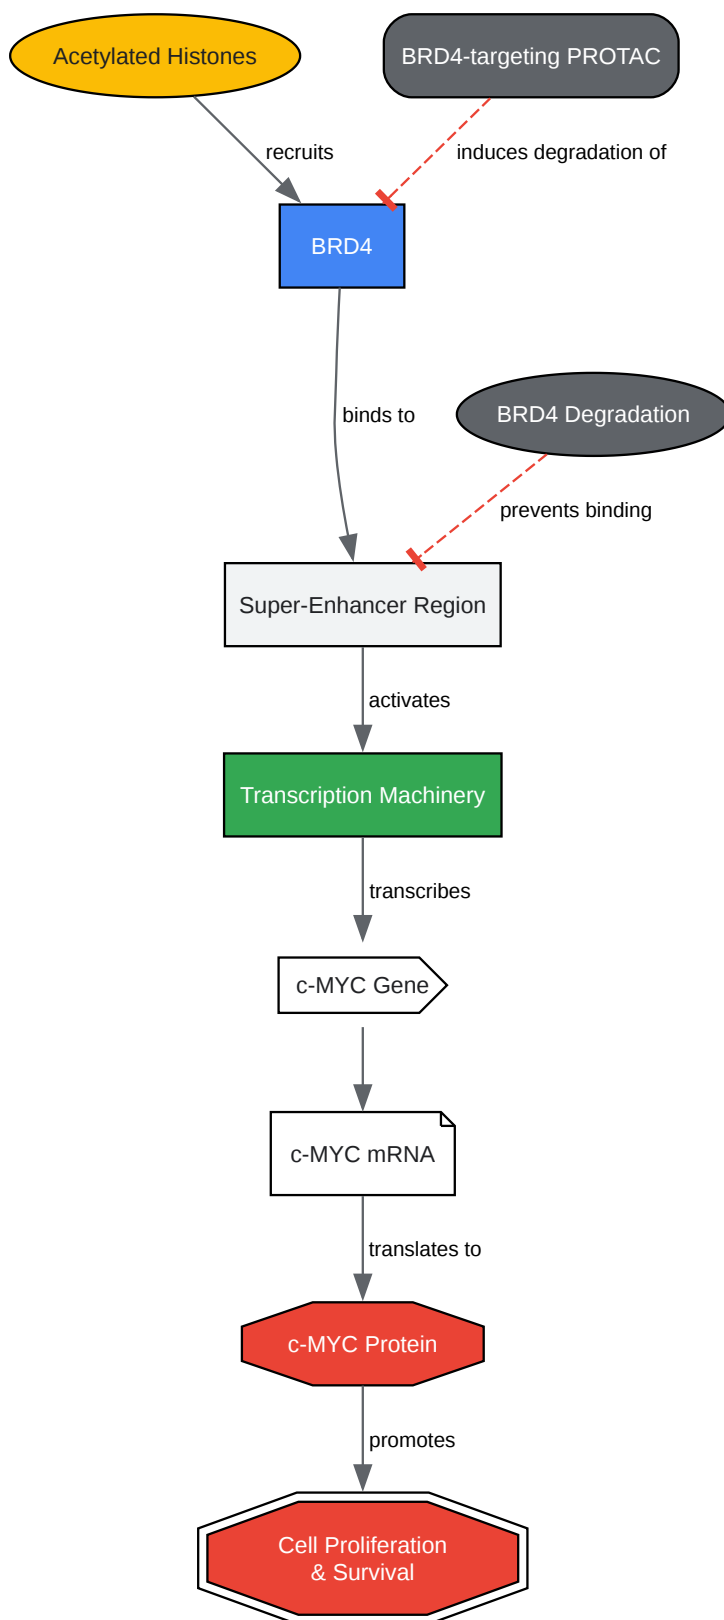 Acetylated Histones
BRD4-targeting PROTAC
recruits
induces degradation of
BRD4
binds to
BRD4 Degradation
prevents binding
Super-Enhancer Region
activates
Transcription Machinery
transcribes
c-MYC Gene
c-MYC mRNA
translates to
c-MYC Protein
promotes
Cell Proliferation
& Survival